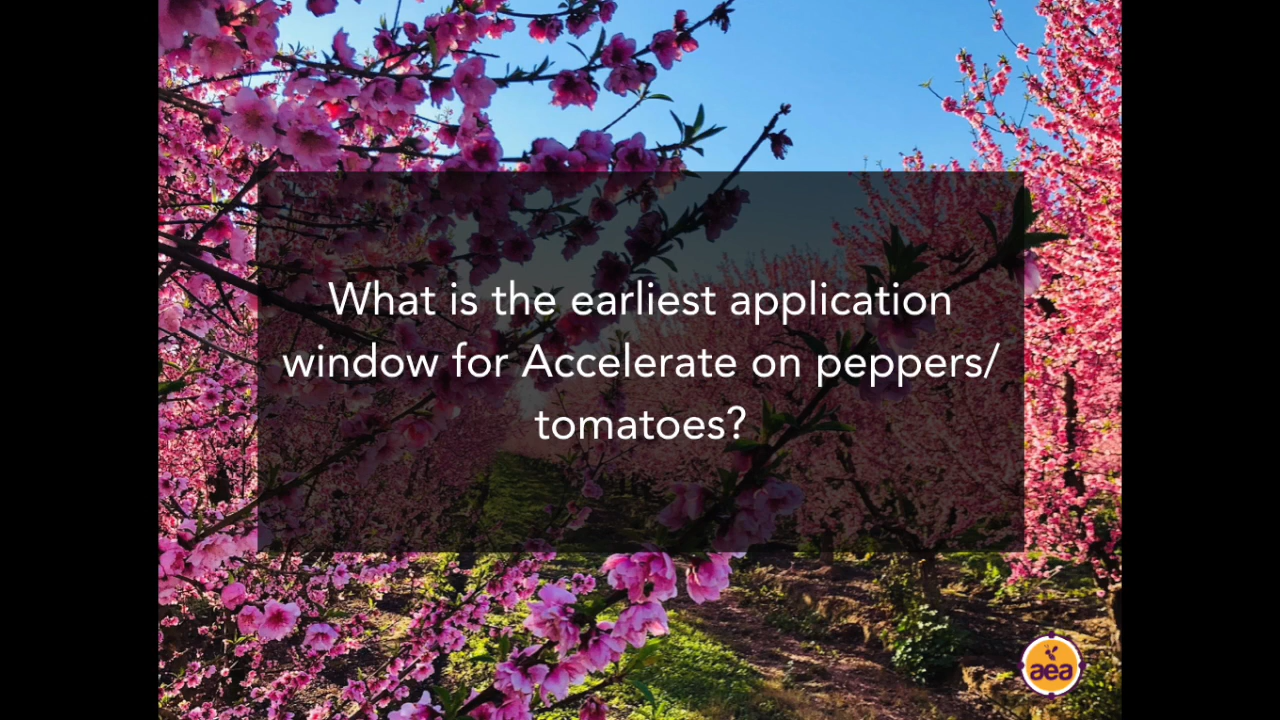 What is the earliest application
window for Accelerate on peppers/
tomatoes?
aea